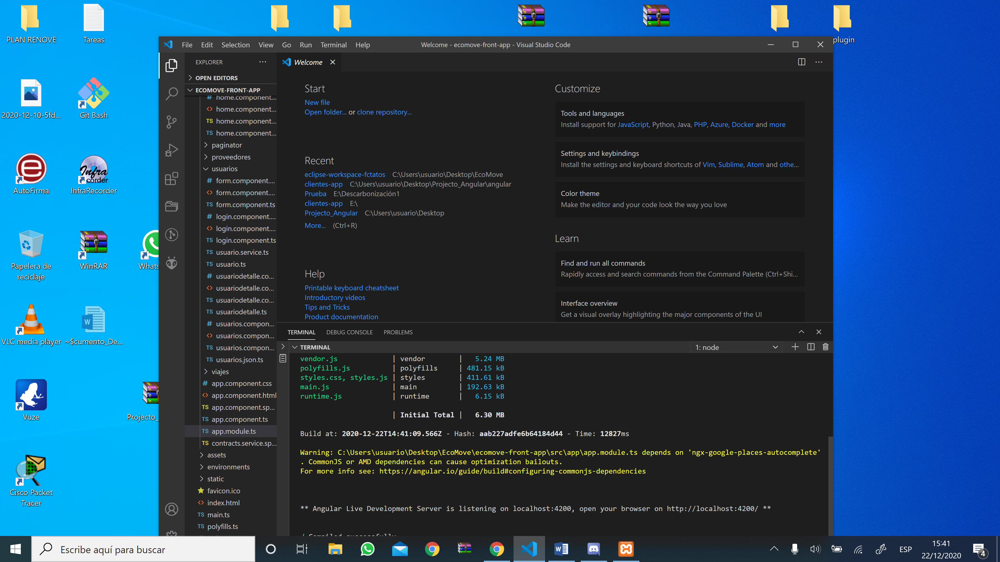 PLAN RENOVE
Tareas
plugin
2020-12-10-5fd...
Git Bash
AutoFirma
InfraRecorder
Infra
corder
Papelera de
reciclaje
WinRAR
Whats
VLC media player
~$cumento_De...
Vuze
Projecto_
Cisco Packet
Tracer
File Edit Selection View Go Run Terminal Help
Welcome - ecomove-front-app - Visual Studio Code
EXPLORER
OPEN EDITORS
ECOMOVE-FRONT-APP
# home.component...
<> home.component...
TS home.component...
TS home.component...
paginator
proveedores
usuarios
# form.component....
<> form.component....
TS form.component.ts
# login.component....
<> login.component....
TS login.component.ts
TS usuario.service.ts
TS usuario.ts
# usuariodetalle.co...
<> usuariodetalle.co...
TS usuariodetalle.co...
TS usuariodetalle.ts
# usuarios.compon...
<> usuarios.compon...
TS usuarios.compon...
TS usuarios.json.ts
viajes
# app.component.css
<> app.component.html
TS app.component.sp...
TS app.component.ts
TS app.module.ts
TS contracts.service.sp...
assets
environments
static
favicon.ico
<> index.html
TS main.ts
TS polyfills.ts
Welcome
Start
New file
Open folder... or clone repository...
Recent
eclipse-workspace-fctatos C:\Users\usuario\Desktop\EcoMove
clientes-app C:\Users\usuario\Desktop\Projecto_Angular\angular
Prueba E:\Descarbonización1
clientes-app E:\
Projecto_Angular C:\Users\usuario\Desktop
More... (Ctrl+R)
Help
Printable keyboard cheatsheet
Introductory videos
Tips and Tricks
Product documentation
Customize
Tools and languages
Install support for JavaScript, Python, Java, PHP, Azure, Docker and more
Settings and keybindings
Install the settings and keyboard shortcuts of Vim, Sublime, Atom and othe...
Color theme
Make the editor and your code look the way you love
Learn
Find and run all commands
Rapidly access and search commands from the Command Palette (Ctrl+Shi...
Interface overview
Get a visual overlay highlighting the major components of the UI
TERMINAL DEBUG CONSOLE PROBLEMS
TERMINAL
1: node
vendor.js | vendor | 5.24 MB
polyfills.js | polyfills | 481.15 kB
styles.css, styles.js | styles | 411.61 kB
main.js | main | 192.63 kB
runtime.js | runtime | 6.15 kB
| Initial Total | 6.30 MB
Build at: 2020-12-22T14:41:09.566Z - Hash: aab227adfe6b64184d44 - Time: 12827ms
Warning: C:\Users\usuario\Desktop\EcoMove\ecomove-front-app\src\app\app.module.ts depends on 'ngx-google-places-autocomplete'
. CommonJS or AMD dependencies can cause optimization bailouts.
For more info see: https://angular.io/guide/build#configuring-commonjs-dependencies
** Angular Live Development Server is listening on localhost:4200, open your browser on http://localhost:4200/ **
Compiled successfully
Escribe aquí para buscar
ESP
15:41
22/12/2020
4